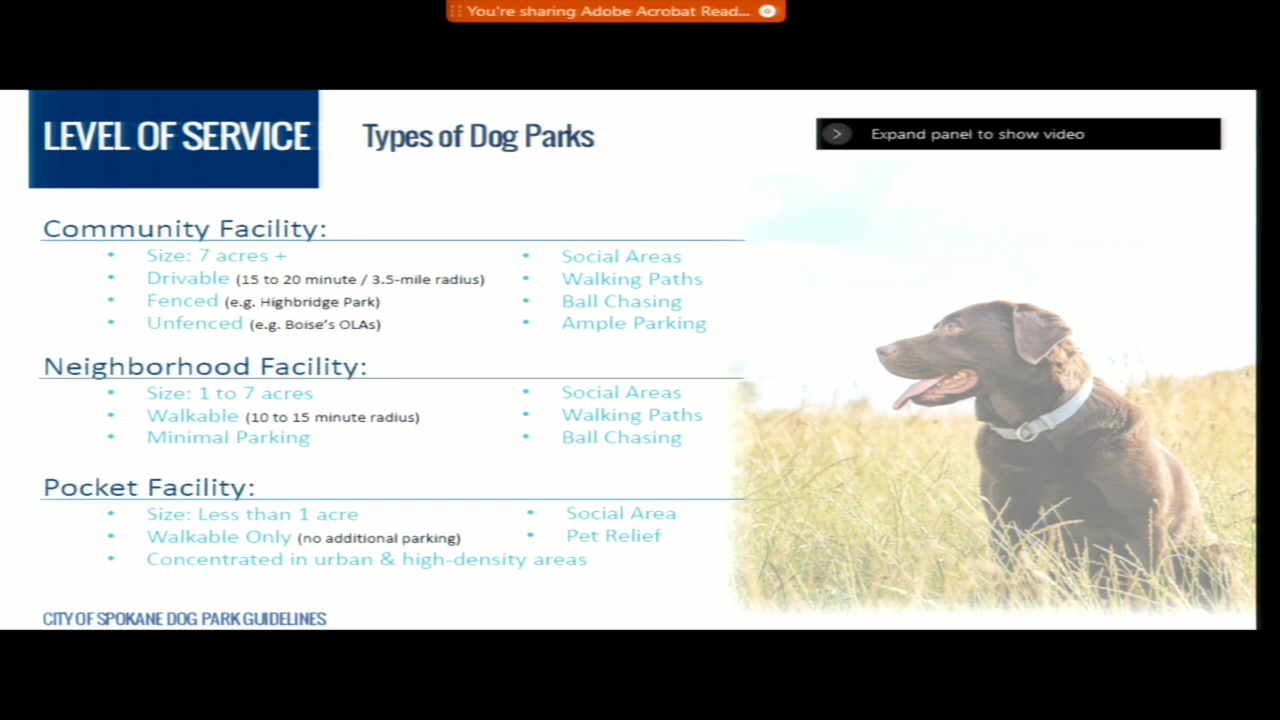 You're sharing Adobe Acrobat Read...
LEVEL OF SERVICE
Types of Dog Parks
Expand panel to show video
Community Facility:
• Size: 7 acres +
• Drivable (15 to 20 minute / 3.5-mile radius)
• Fenced (e.g. Highbridge Park)
• Unfenced (e.g. Boise's OLAs)
• Social Areas
• Walking Paths
• Ball Chasing
• Ample Parking
Neighborhood Facility:
• Size: 1 to 7 acres
• Walkable (10 to 15 minute radius)
• Minimal Parking
• Social Areas
• Walking Paths
• Ball Chasing
Pocket Facility:
• Size: Less than 1 acre
• Walkable Only (no additional parking)
• Concentrated in urban & high-density areas
• Social Area
• Pet Relief
CITY OF SPOKANE DOG PARK GUIDELINES